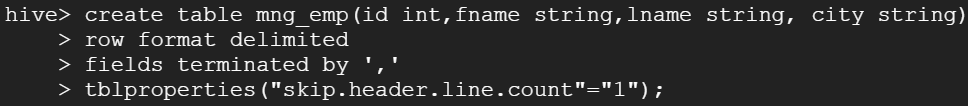 hive> create table mng_emp(id int,fname string,lname string, city string)
    > row format delimited
    > fields terminated by ','
    > tblproperties("skip.header.line.count"="1");